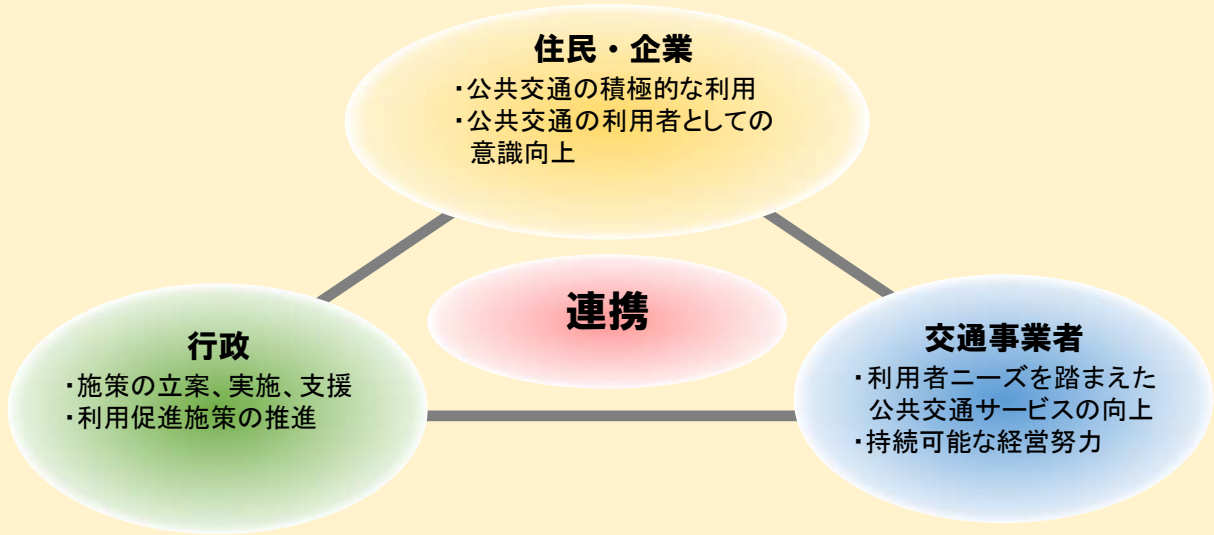 住民・企業
・公共交通の積極的な利用
・公共交通の利用者としての
意識向上
連携
行政
・施策の立案、実施、支援
・利用促進施策の推進
交通事業者
・利用者ニーズを踏まえた
公共交通サービスの向上
・持続可能な経営努力